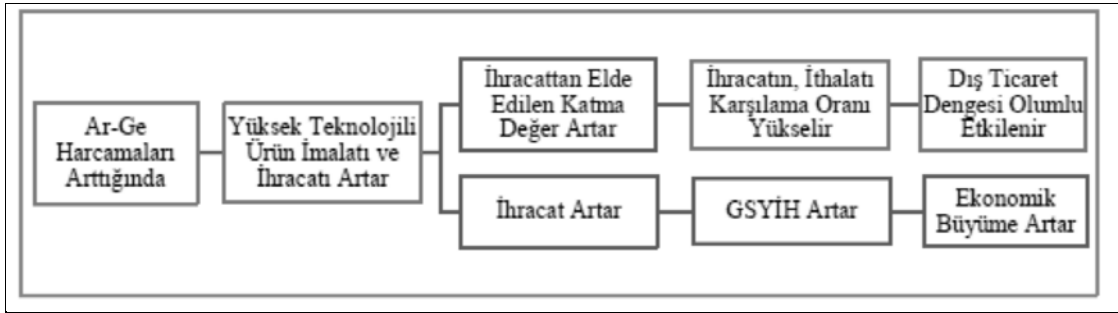 Ar-Ge
Harcamaları
Arttığında
Yüksek Teknolojili
Ürün İmalatı ve
İhracatı Artar
İhracattan Elde
Edilen Katma
Değer Artar
İhracatın, İthalatı
Karşılama Oranı
Yükselir
Dış Ticaret
Dengesi Olumlu
Etkilenir
İhracat Artar
GSYİH Artar
Ekonomik
Büyüme Artar